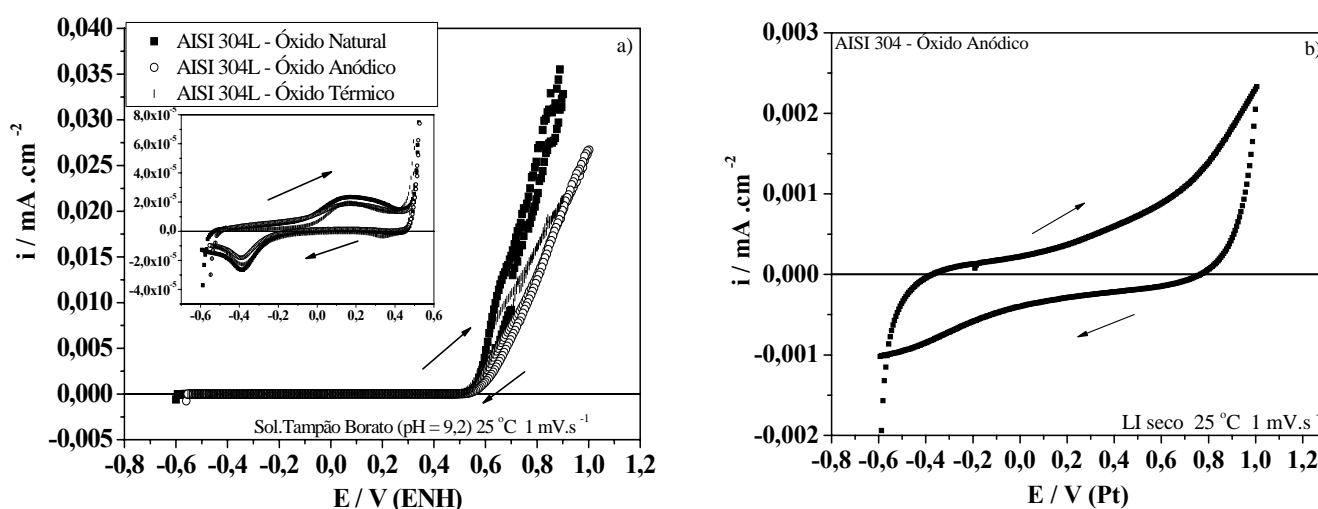 AISI 304L - Óxido Natural
AISI 304L - Óxido Anódico
AISI 304L - Óxido Térmico
a)
0,040
0,035
0,030
0,025
0,020
0,015
0,010
0,005
0,000
-0,005
i / mA .cm⁻²
8,0x10⁻⁵
6,0x10⁻⁵
4,0x10⁻⁵
2,0x10⁻⁵
0,0
-2,0x10⁻⁵
-4,0x10⁻⁵
-0,6 -0,4 -0,2 0,0 0,2 0,4 0,6
Sol.Tampão Borato (pH = 9,2) 25 °C 1 mV.s⁻¹
-0,8 -0,6 -0,4 -0,2 0,0 0,2 0,4 0,6 0,8 1,0 1,2
E / V (ENH)
AISI 304 - Óxido Anódico
b)
0,003
0,002
0,001
0,000
-0,001
-0,002
i / mA .cm⁻²
LI seco 25 °C 1 mV.s
-0,8 -0,6 -0,4 -0,2 0,0 0,2 0,4 0,6 0,8 1,0 1,2
E / V (Pt)